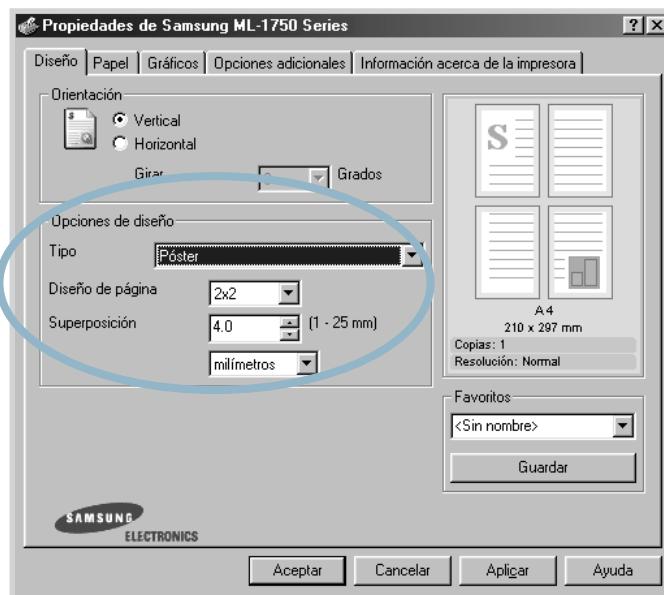 Propiedades de Samsung ML-1750 Series
Diseño Papel Gráficos Opciones adicionales Información acerca de la impresora
Orientación
S
Vertical
Horizontal
Girar Grados
Opciones de diseño
Tipo Póster
Diseño de página 2x2
Superposición 4.0 (1 - 25 mm)
milímetros
S
A4
210 x 297 mm
Copias: 1
Resolución: Normal
Favoritos
<Sin nombre>
Guardar
SAMSUNG
ELECTRONICS
Aceptar Cancelar Aplicar Ayuda